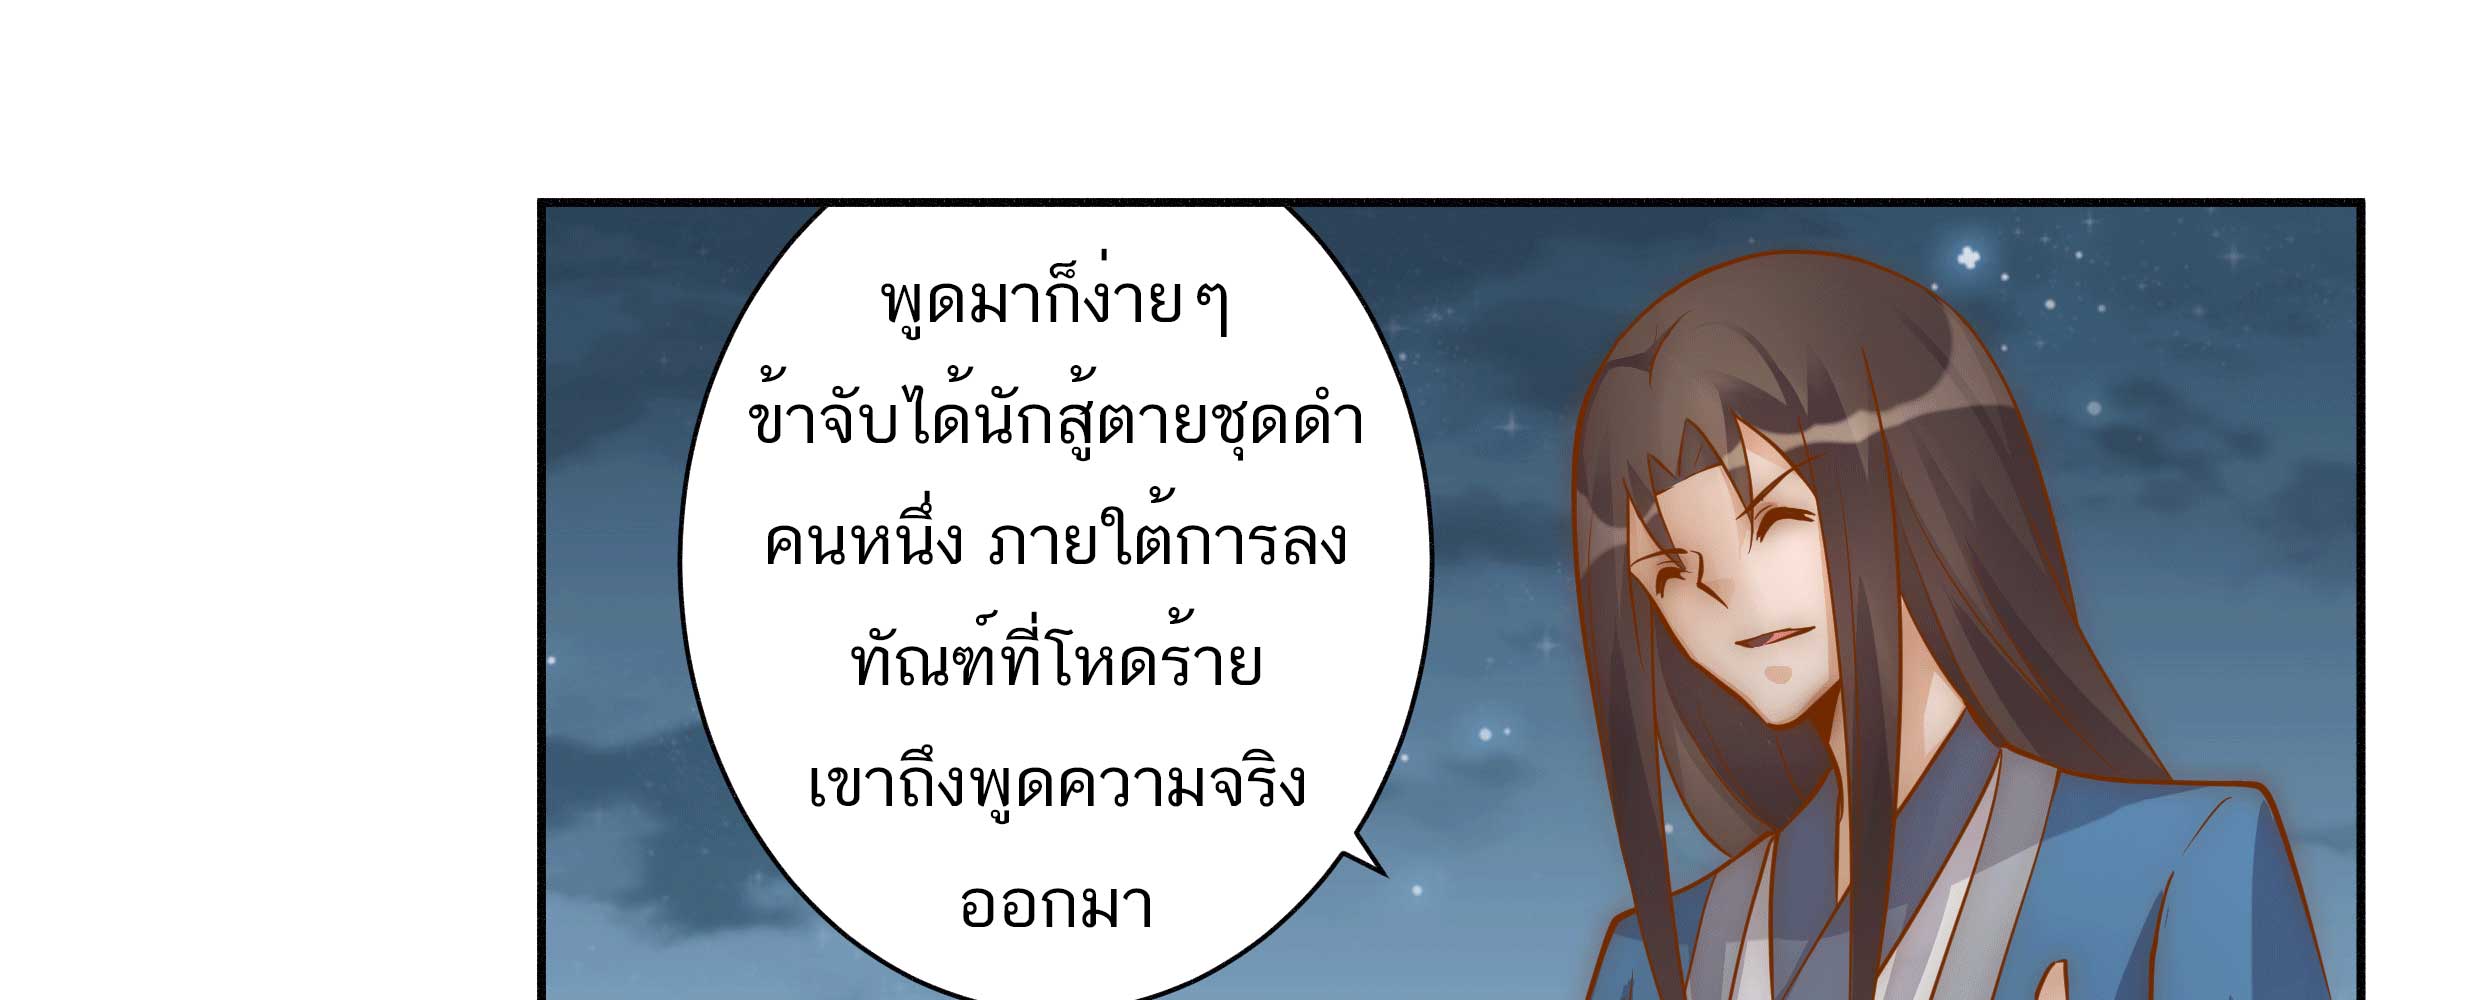 พูดมาก็ง่ายๆ
ข้าจับได้นักสู้ตายชุดดำ
คนหนึ่ง ภายใต้การลง
ทัณฑ์ที่โหดร้าย
เขาถึงพูดความจริง
ออกมา